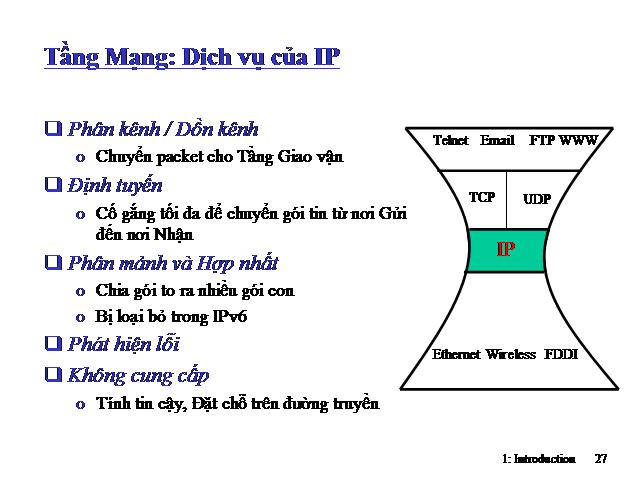 Tầng Mạng: Dịch vụ của IP
❑ Phân kênh / Dồn kênh
o Chuyển packet cho Tầng Giao vận
❑ Định tuyến
o Cố gắng tối đa để chuyển gói tin từ nơi Gửi
đến nơi Nhận
❑ Phân mảnh và Hợp nhất
o Chia gói to ra nhiều gói con
o Bị loại bỏ trong IPv6
❑ Phát hiện lỗi
❑ Không cung cấp
o Tính tin cậy, Đặt chỗ trên đường truyền
Telnet Email FTP WWW
TCP UDP
IP
Ethernet Wireless FDDI
1: Introduction 27